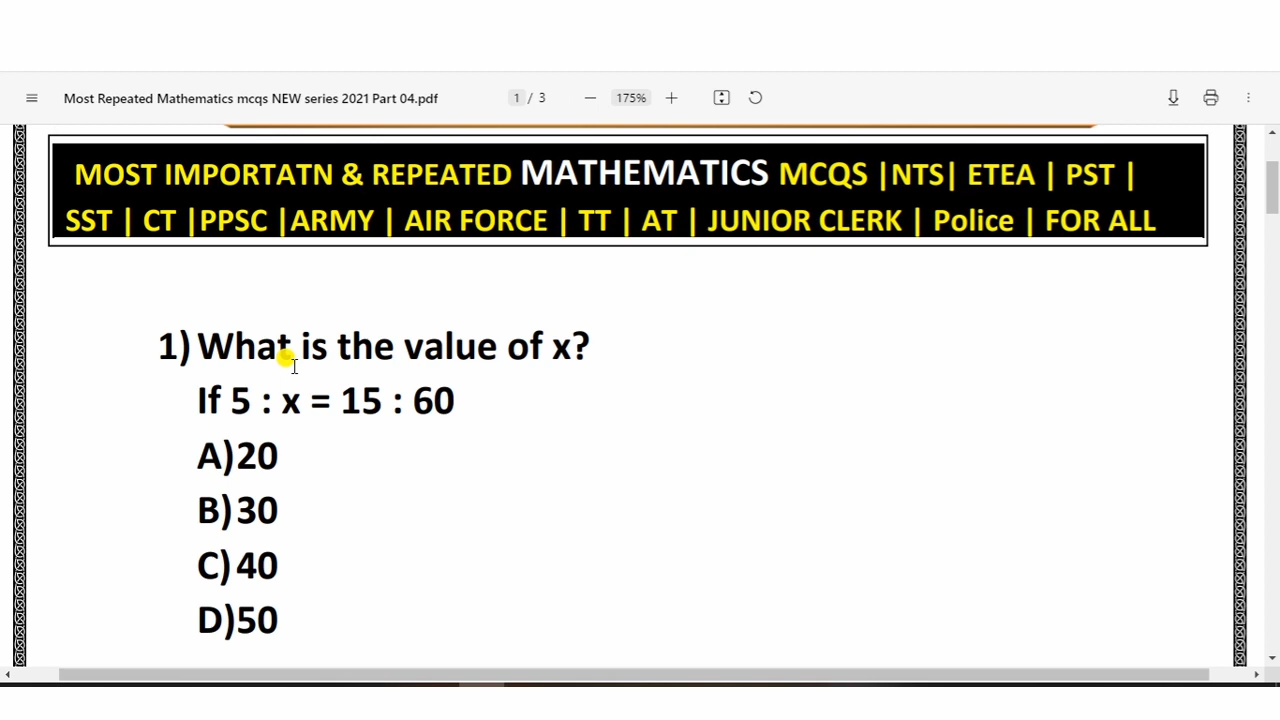 Most Repeated Mathematics mcqs NEW series 2021 Part 04.pdf 1 / 3 175%
MOST IMPORTATN & REPEATED MATHEMATICS MCQS |NTS| ETEA | PST |
SST | CT |PPSC |ARMY | AIR FORCE | TT | AT | JUNIOR CLERK | Police | FOR ALL
1) What is the value of x?
If 5 : x = 15 : 60
A)20
B)30
C)40
D)50